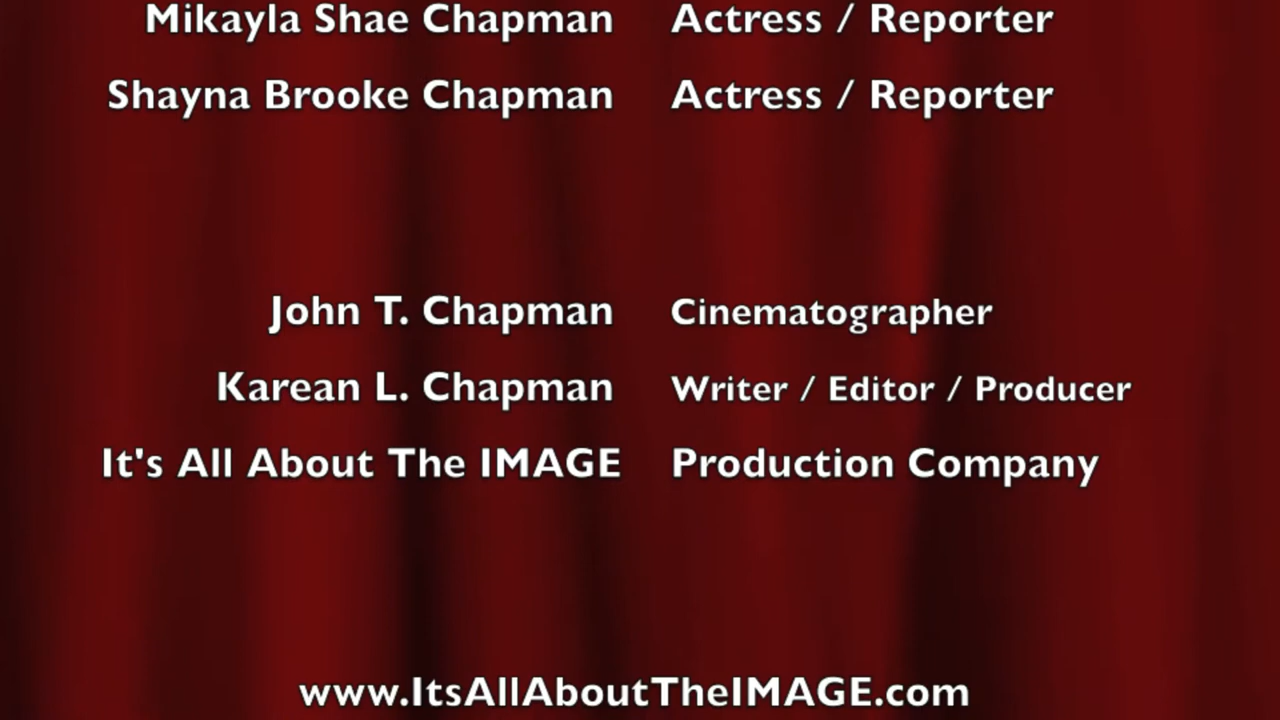 Mikayla Shae Chapman Actress / Reporter
Shayna Brooke Chapman Actress / Reporter
John T. Chapman Cinematographer
Karean L. Chapman Writer / Editor / Producer
It's All About The IMAGE Production Company
www.ItsAllAboutTheIMAGE.com